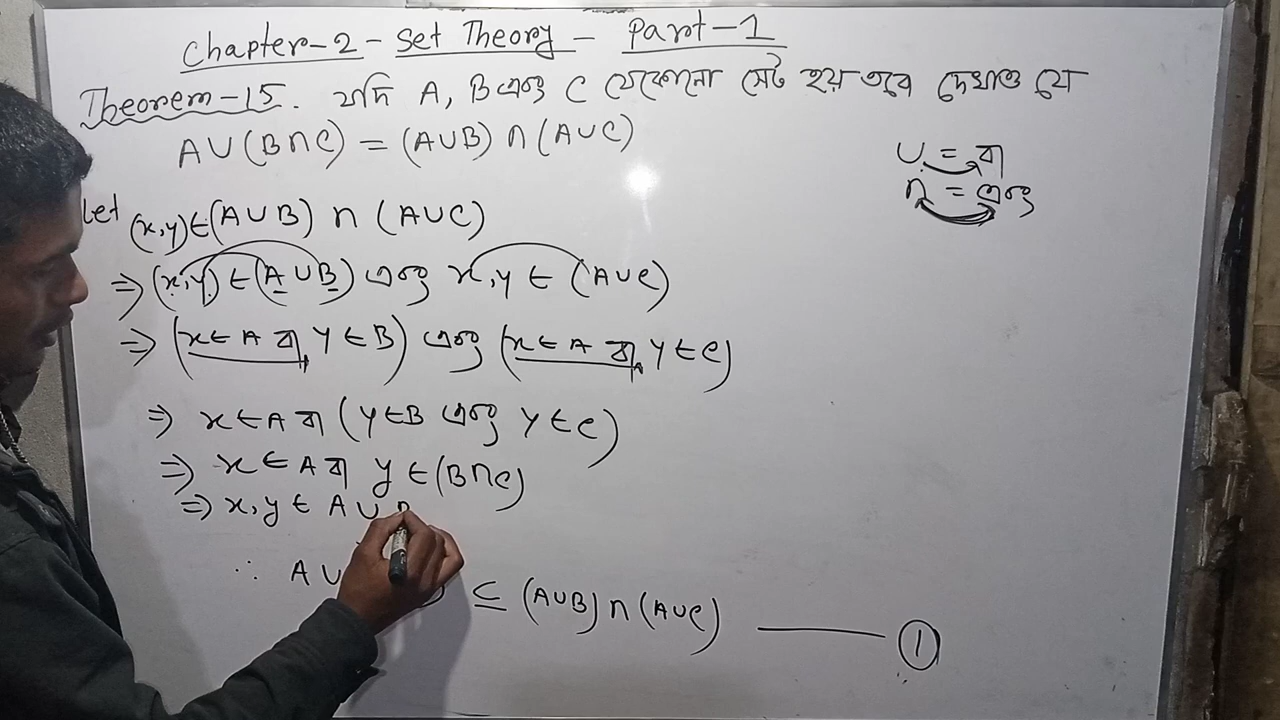 Chapter-2-Set Theory - Part-1
Theorem-15. যদি A, B এবং C যেকোনো সেট হয় তবে দেখাও যে
A∪(B∩C) = (A∪B) ∩ (A∪C)
∪ = বা
∩ = এবং
Let (x,y)∈(A∪B) ∩ (A∪C)
⇒ (x,y)∈(A∪B) এবং x,y ∈ (A∪C)
⇒ (x∈A বা, y∈B) এবং (x∈A বা, y∈C)
⇒ x∈A বা (y∈B এবং y∈C)
⇒ x∈A বা y∈(B∩C)
⇒ x,y ∈ A∪
∴ A∪ ) ⊆ (A∪B)∩(A∪C) —— ①